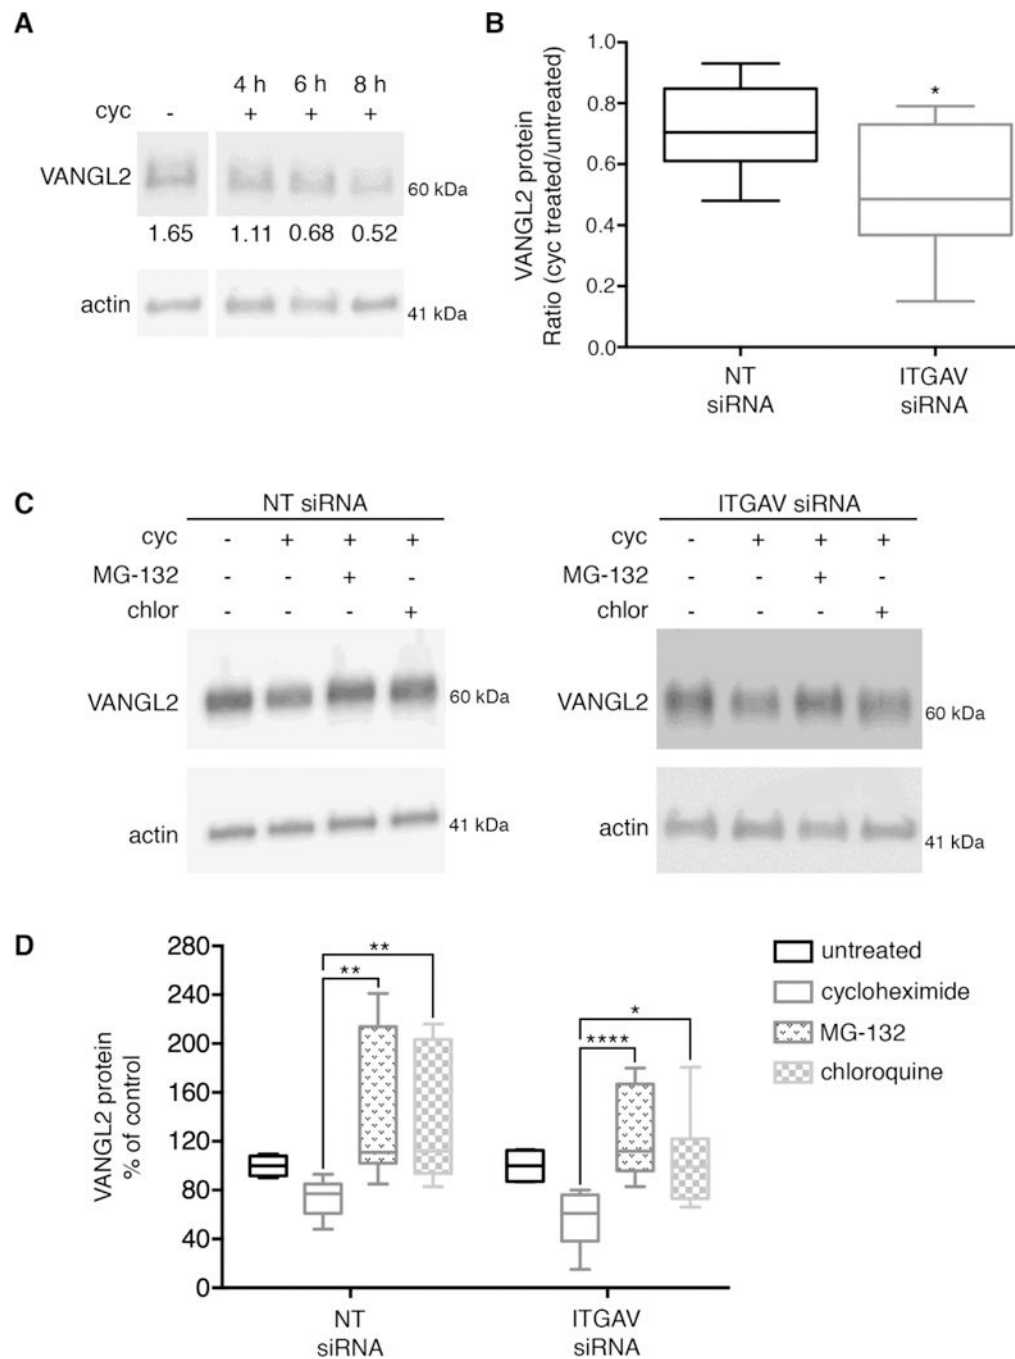 A
4 h 6 h 8 h
cyc - + + +
VANGL2
60 kDa
1.65 1.11 0.68 0.52
actin
41 kDa
B
VANGL2 protein
Ratio (cyc treated/untreated)
1.0
0.8
0.6
0.4
0.2
0.0
*
NT
siRNA
ITGAV
siRNA
C
NT siRNA
cyc - + + +
MG-132 - - + -
chlor - - - +
VANGL2
60 kDa
actin
41 kDa
ITGAV siRNA
cyc - + + +
MG-132 - - + -
chlor - - - +
VANGL2
60 kDa
actin
41 kDa
D
VANGL2 protein
% of control
280
240
200
160
120
80
40
0
**
**
*
****
NT
siRNA
ITGAV
siRNA
untreated
cycloheximide
MG-132
chloroquine